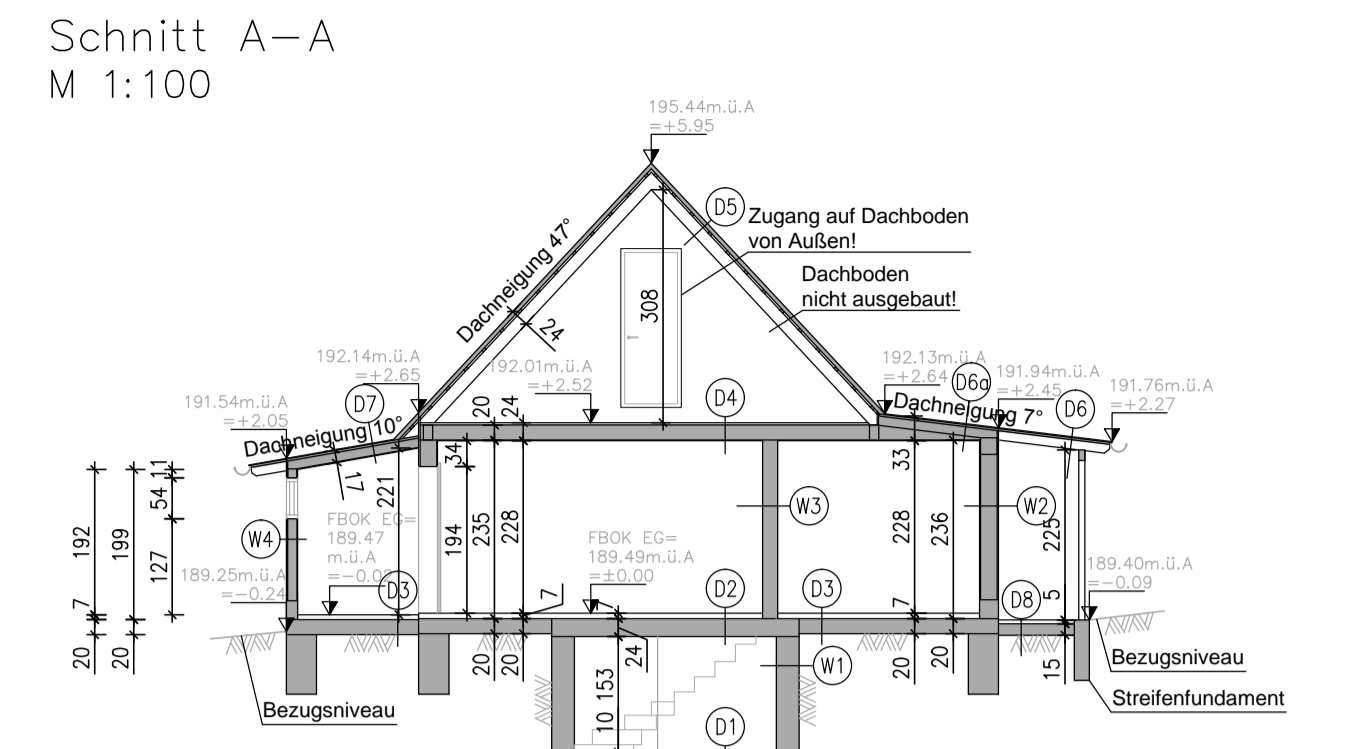 Schnitt A-A
M 1:100
195.44m.ü.A
=+5.95
D5
Zugang auf Dachboden
von Außen!
Dachboden
nicht ausgebaut!
Dachneigung 47°
24
308
192.14m.ü.A
=+2.65
192.01m.ü.A
=+2.52
192.13m.ü.A
=+2.64
D6a
191.94m.ü.A
=+2.45
191.76m.ü.A
=+2.27
191.54m.ü.A
=+2.05
D7
D4
D6
Dachneigung 10°
Dachneigung 7°
20
24
34
33
17
221
11
54
127
192
199
194
235
228
228
236
225
W4
W3
W2
FBOK EG=
189.47
m.ü.A
=-0.02
FBOK EG=
189.49m.ü.A
=±0.00
189.25m.ü.A
=-0.24
189.40m.ü.A
=-0.09
D3
D2
D3
D8
7
7
7
5
20
20
20
20
24
20
20
15
W1
153
10
D1
Bezugsniveau
Bezugsniveau
Streifenfundament